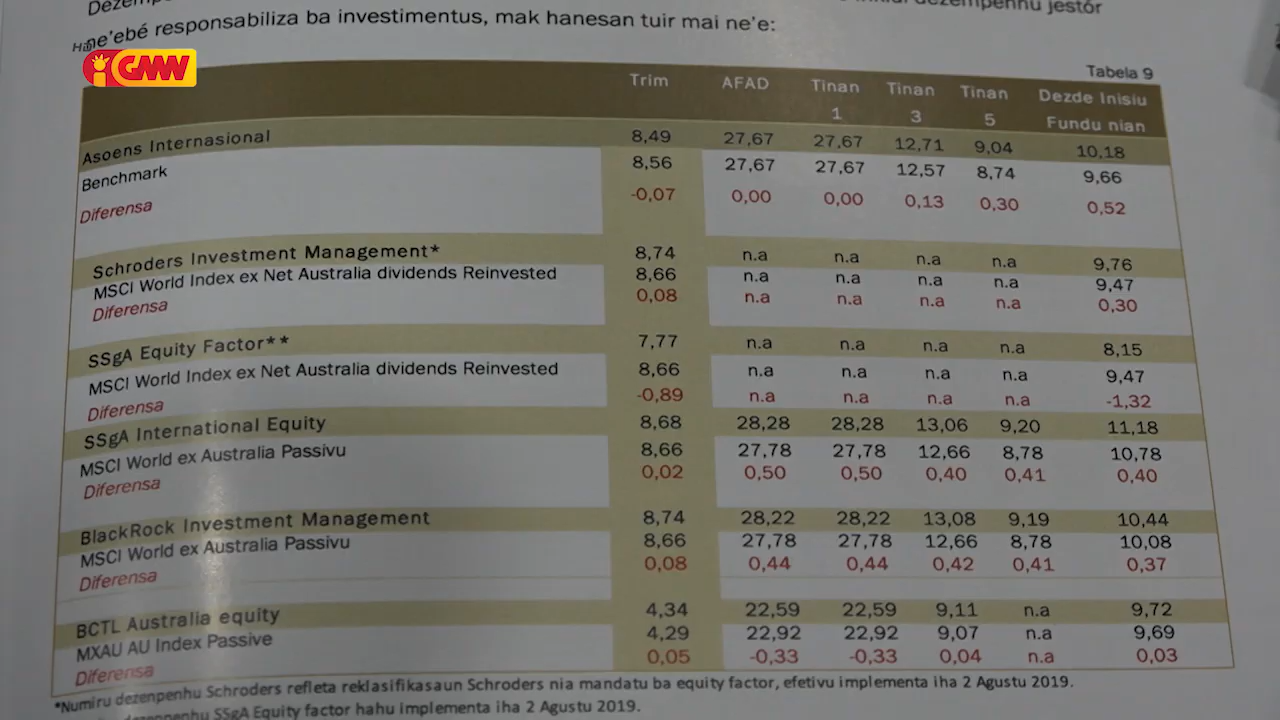 ne'ebé responsabiliza ba investimentus, mak hanesan tuir mai ne'e:
GMN
Tabela 9
Trim AFAD Tinan 1 Tinan 3 Tinan 5 Dezde Inisiu Fundu nian
Asoens Internasional 8,49 27,67 27,67 12,71 9,04 10,18
Benchmark 8,56 27,67 27,67 12,57 8,74 9,66
Diferensa -0,07 0,00 0,00 0,13 0,30 0,52
Schroders Investment Management* 8,74 n.a n.a n.a n.a 9,76
MSCI World Index ex Net Australia dividends Reinvested 8,66 n.a n.a n.a n.a 9,47
Diferensa 0,08 n.a n.a n.a n.a 0,30
SSgA Equity Factor** 7,77 n.a n.a n.a n.a 8,15
MSCI World Index ex Net Australia dividends Reinvested 8,66 n.a n.a n.a n.a 9,47
Diferensa -0,89 n.a n.a n.a n.a -1,32
SSgA International Equity 8,68 28,28 28,28 13,06 9,20 11,18
MSCI World ex Australia Passivu 8,66 27,78 27,78 12,66 8,78 10,78
Diferensa 0,02 0,50 0,50 0,40 0,41 0,40
BlackRock Investment Management 8,74 28,22 28,22 13,08 9,19 10,44
MSCI World ex Australia Passivu 8,66 27,78 27,78 12,66 8,78 10,08
Diferensa 0,08 0,44 0,44 0,42 0,41 0,37
BCTL Australia equity 4,34 22,59 22,59 9,11 n.a 9,72
MXAU AU Index Passive 4,29 22,92 22,92 9,07 n.a 9,69
Diferensa 0,05 -0,33 -0,33 0,04 n.a 0,03
*Numiru dezenpenhu Schroders refleta reklasifikasaun Schroders nia mandatu ba equity factor, efetivu implementa iha 2 Agustu 2019.
SSgA Equity factor hahu implementa iha 2 Agustu 2019.